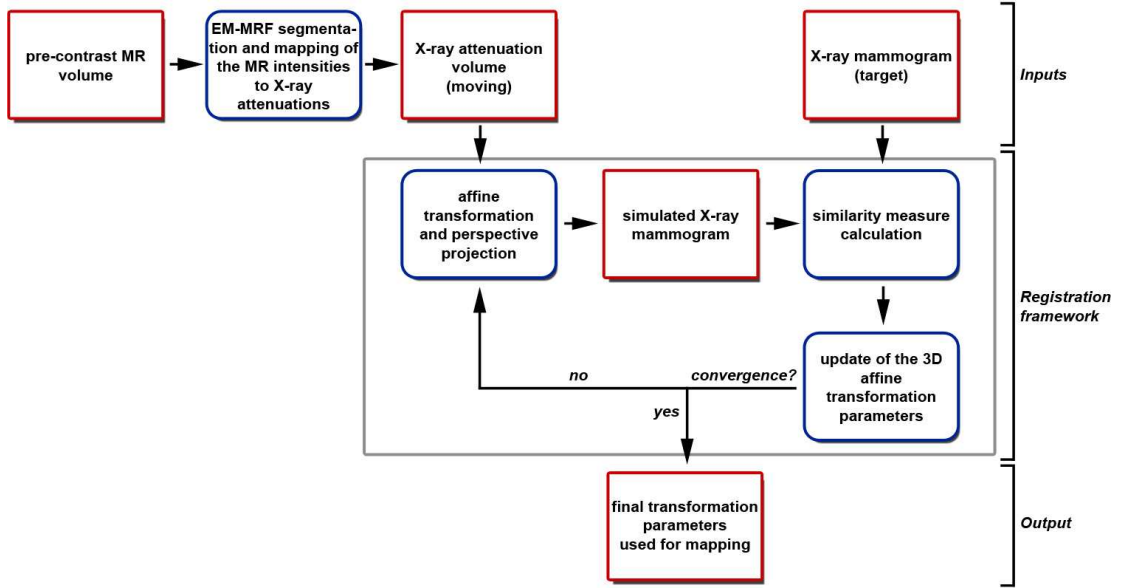 pre-contrast MR
volume
EM-MRF segmenta-
tion and mapping of
the MR intensities
to X-ray
attenuations
X-ray attenuation
volume
(moving)
X-ray mammogram
(target)
Inputs
affine
transformation
and perspective
projection
simulated X-ray
mammogram
similarity measure
calculation
Registration
framework
update of the 3D
affine
transformation
parameters
no
convergence?
yes
final transformation
parameters
used for mapping
Output